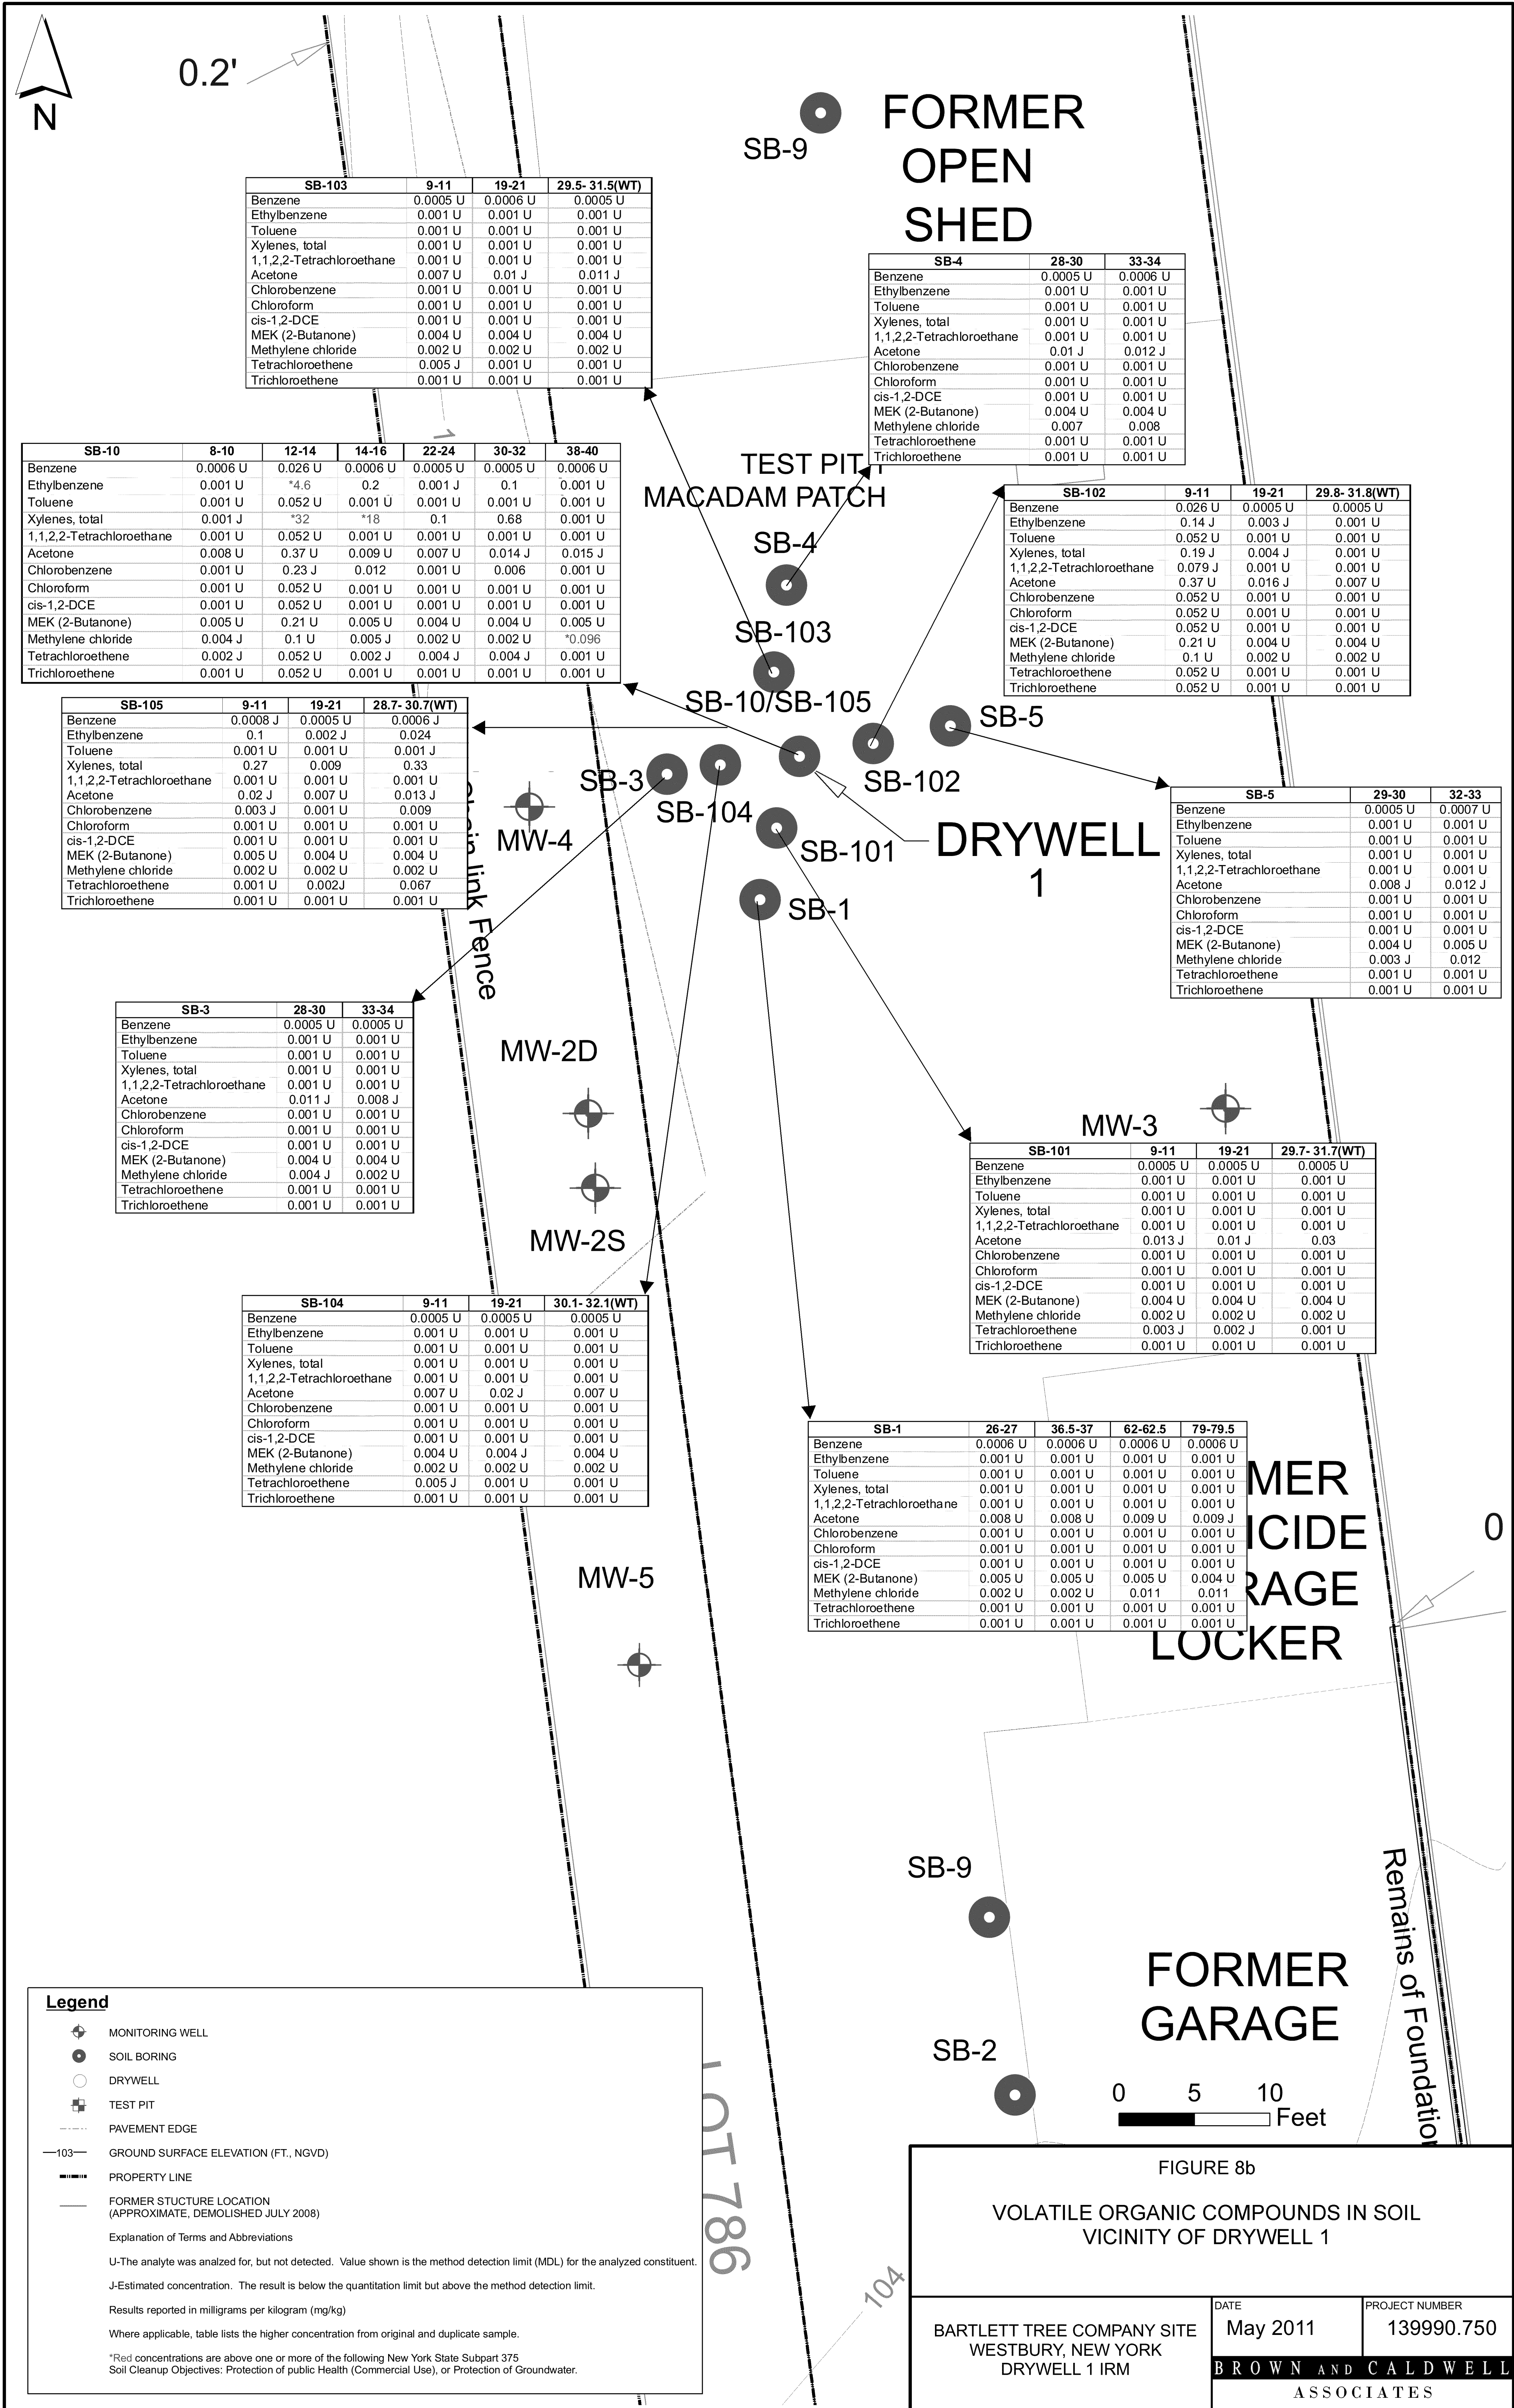 0.2'
N
SB-9
FORMER
OPEN
SHED
SB-103 9-11 19-21 29.5- 31.5(WT)
Benzene 0.0005 U 0.0006 U 0.0005 U
Ethylbenzene 0.001 U 0.001 U 0.001 U
Toluene 0.001 U 0.001 U 0.001 U
Xylenes, total 0.001 U 0.001 U 0.001 U
1,1,2,2-Tetrachloroethane 0.001 U 0.001 U 0.001 U
Acetone 0.007 U 0.01 J 0.011 J
Chlorobenzene 0.001 U 0.001 U 0.001 U
Chloroform 0.001 U 0.001 U 0.001 U
cis-1,2-DCE 0.001 U 0.001 U 0.001 U
MEK (2-Butanone) 0.004 U 0.004 U 0.004 U
Methylene chloride 0.002 U 0.002 U 0.002 U
Tetrachloroethene 0.005 J 0.001 U 0.001 U
Trichloroethene 0.001 U 0.001 U 0.001 U
SB-4 28-30 33-34
Benzene 0.0005 U 0.0006 U
Ethylbenzene 0.001 U 0.001 U
Toluene 0.001 U 0.001 U
Xylenes, total 0.001 U 0.001 U
1,1,2,2-Tetrachloroethane 0.001 U 0.001 U
Acetone 0.01 J 0.012 J
Chlorobenzene 0.001 U 0.001 U
Chloroform 0.001 U 0.001 U
cis-1,2-DCE 0.001 U 0.001 U
MEK (2-Butanone) 0.004 U 0.004 U
Methylene chloride 0.007 0.008
Tetrachloroethene 0.001 U 0.001 U
Trichloroethene 0.001 U 0.001 U
SB-10 8-10 12-14 14-16 22-24 30-32 38-40
Benzene 0.0006 U 0.026 U 0.0006 U 0.0005 U 0.0005 U 0.0006 U
Ethylbenzene 0.001 U *4.6 0.2 0.001 J 0.1 0.001 U
Toluene 0.001 U 0.052 U 0.001 U 0.001 U 0.001 U 0.001 U
Xylenes, total 0.001 J *32 *18 0.1 0.68 0.001 U
1,1,2,2-Tetrachloroethane 0.001 U 0.052 U 0.001 U 0.001 U 0.001 U 0.001 U
Acetone 0.008 U 0.37 U 0.009 U 0.007 U 0.014 J 0.015 J
Chlorobenzene 0.001 U 0.23 J 0.012 0.001 U 0.006 0.001 U
Chloroform 0.001 U 0.052 U 0.001 U 0.001 U 0.001 U 0.001 U
cis-1,2-DCE 0.001 U 0.052 U 0.001 U 0.001 U 0.001 U 0.001 U
MEK (2-Butanone) 0.005 U 0.21 U 0.005 U 0.004 U 0.004 U 0.005 U
Methylene chloride 0.004 J 0.1 U 0.005 J 0.002 U 0.002 U *0.096
Tetrachloroethene 0.002 J 0.052 U 0.002 J 0.004 J 0.004 J 0.001 U
Trichloroethene 0.001 U 0.052 U 0.001 U 0.001 U 0.001 U 0.001 U
TEST PIT 1
MACADAM PATCH
SB-4
SB-103
SB-10/SB-105
SB-102 9-11 19-21 29.8- 31.8(WT)
Benzene 0.026 U 0.0005 U 0.0005 U
Ethylbenzene 0.14 J 0.003 J 0.001 U
Toluene 0.052 U 0.001 U 0.001 U
Xylenes, total 0.19 J 0.004 J 0.001 U
1,1,2,2-Tetrachloroethane 0.079 J 0.001 U 0.001 U
Acetone 0.37 U 0.016 J 0.007 U
Chlorobenzene 0.052 U 0.001 U 0.001 U
Chloroform 0.052 U 0.001 U 0.001 U
cis-1,2-DCE 0.052 U 0.001 U 0.001 U
MEK (2-Butanone) 0.21 U 0.004 U 0.004 U
Methylene chloride 0.1 U 0.002 U 0.002 U
Tetrachloroethene 0.052 U 0.001 U 0.001 U
Trichloroethene 0.052 U 0.001 U 0.001 U
SB-105 9-11 19-21 28.7- 30.7(WT)
Benzene 0.0008 J 0.0005 U 0.0006 J
Ethylbenzene 0.1 0.002 J 0.024
Toluene 0.001 U 0.001 U 0.001 J
Xylenes, total 0.27 0.009 0.33
1,1,2,2-Tetrachloroethane 0.001 U 0.001 U 0.001 U
Acetone 0.02 J 0.007 U 0.013 J
Chlorobenzene 0.003 J 0.001 U 0.009
Chloroform 0.001 U 0.001 U 0.001 U
cis-1,2-DCE 0.001 U 0.001 U 0.001 U
MEK (2-Butanone) 0.005 U 0.004 U 0.004 U
Methylene chloride 0.002 U 0.002 U 0.002 U
Tetrachloroethene 0.001 U 0.002J 0.067
Trichloroethene 0.001 U 0.001 U 0.001 U
SB-5
SB-102
SB-3
SB-104
MW-4
SB-101
DRYWELL
1
SB-1
Chain link Fence
SB-5 29-30 32-33
Benzene 0.0005 U 0.0007 U
Ethylbenzene 0.001 U 0.001 U
Toluene 0.001 U 0.001 U
Xylenes, total 0.001 U 0.001 U
1,1,2,2-Tetrachloroethane 0.001 U 0.001 U
Acetone 0.008 J 0.012 J
Chlorobenzene 0.001 U 0.001 U
Chloroform 0.001 U 0.001 U
cis-1,2-DCE 0.001 U 0.001 U
MEK (2-Butanone) 0.004 U 0.005 U
Methylene chloride 0.003 J 0.012
Tetrachloroethene 0.001 U 0.001 U
Trichloroethene 0.001 U 0.001 U
SB-3 28-30 33-34
Benzene 0.0005 U 0.0005 U
Ethylbenzene 0.001 U 0.001 U
Toluene 0.001 U 0.001 U
Xylenes, total 0.001 U 0.001 U
1,1,2,2-Tetrachloroethane 0.001 U 0.001 U
Acetone 0.011 J 0.008 J
Chlorobenzene 0.001 U 0.001 U
Chloroform 0.001 U 0.001 U
cis-1,2-DCE 0.001 U 0.001 U
MEK (2-Butanone) 0.004 U 0.004 U
Methylene chloride 0.004 J 0.002 U
Tetrachloroethene 0.001 U 0.001 U
Trichloroethene 0.001 U 0.001 U
MW-2D
MW-2S
MW-3
SB-101 9-11 19-21 29.7- 31.7(WT)
Benzene 0.0005 U 0.0005 U 0.0005 U
Ethylbenzene 0.001 U 0.001 U 0.001 U
Toluene 0.001 U 0.001 U 0.001 U
Xylenes, total 0.001 U 0.001 U 0.001 U
1,1,2,2-Tetrachloroethane 0.001 U 0.001 U 0.001 U
Acetone 0.013 J 0.01 J 0.03
Chlorobenzene 0.001 U 0.001 U 0.001 U
Chloroform 0.001 U 0.001 U 0.001 U
cis-1,2-DCE 0.001 U 0.001 U 0.001 U
MEK (2-Butanone) 0.004 U 0.004 U 0.004 U
Methylene chloride 0.002 U 0.002 U 0.002 U
Tetrachloroethene 0.003 J 0.002 J 0.001 U
Trichloroethene 0.001 U 0.001 U 0.001 U
SB-104 9-11 19-21 30.1- 32.1(WT)
Benzene 0.0005 U 0.0005 U 0.0005 U
Ethylbenzene 0.001 U 0.001 U 0.001 U
Toluene 0.001 U 0.001 U 0.001 U
Xylenes, total 0.001 U 0.001 U 0.001 U
1,1,2,2-Tetrachloroethane 0.001 U 0.001 U 0.001 U
Acetone 0.007 U 0.02 J 0.007 U
Chlorobenzene 0.001 U 0.001 U 0.001 U
Chloroform 0.001 U 0.001 U 0.001 U
cis-1,2-DCE 0.001 U 0.001 U 0.001 U
MEK (2-Butanone) 0.004 U 0.004 J 0.004 U
Methylene chloride 0.002 U 0.002 U 0.002 U
Tetrachloroethene 0.005 J 0.001 U 0.001 U
Trichloroethene 0.001 U 0.001 U 0.001 U
SB-1 26-27 36.5-37 62-62.5 79-79.5
Benzene 0.0006 U 0.0006 U 0.0006 U 0.0006 U
Ethylbenzene 0.001 U 0.001 U 0.001 U 0.001 U
Toluene 0.001 U 0.001 U 0.001 U 0.001 U
Xylenes, total 0.001 U 0.001 U 0.001 U 0.001 U
1,1,2,2-Tetrachloroethane 0.001 U 0.001 U 0.001 U 0.001 U
Acetone 0.008 U 0.008 U 0.009 U 0.009 J
Chlorobenzene 0.001 U 0.001 U 0.001 U 0.001 U
Chloroform 0.001 U 0.001 U 0.001 U 0.001 U
cis-1,2-DCE 0.001 U 0.001 U 0.001 U 0.001 U
MEK (2-Butanone) 0.005 U 0.005 U 0.005 U 0.004 U
Methylene chloride 0.002 U 0.002 U 0.011 0.011
Tetrachloroethene 0.001 U 0.001 U 0.001 U 0.001 U
Trichloroethene 0.001 U 0.001 U 0.001 U 0.001 U
MER
ICIDE
RAGE
LOCKER
0
MW-5
SB-9
FORMER
GARAGE
SB-2
Remains of Foundation
0 5 10
Feet
LOT 786
104
Legend
MONITORING WELL
SOIL BORING
DRYWELL
TEST PIT
PAVEMENT EDGE
103 GROUND SURFACE ELEVATION (FT., NGVD)
PROPERTY LINE
FORMER STUCTURE LOCATION
(APPROXIMATE, DEMOLISHED JULY 2008)
Explanation of Terms and Abbreviations
U-The analyte was analzed for, but not detected. Value shown is the method detection limit (MDL) for the analyzed constituent.
J-Estimated concentration. The result is below the quantitation limit but above the method detection limit.
Results reported in milligrams per kilogram (mg/kg)
Where applicable, table lists the higher concentration from original and duplicate sample.
*Red concentrations are above one or more of the following New York State Subpart 375
Soil Cleanup Objectives: Protection of public Health (Commercial Use), or Protection of Groundwater.
FIGURE 8b
VOLATILE ORGANIC COMPOUNDS IN SOIL
VICINITY OF DRYWELL 1
BARTLETT TREE COMPANY SITE
WESTBURY, NEW YORK
DRYWELL 1 IRM
DATE
May 2011
PROJECT NUMBER
139990.750
BROWN AND CALDWELL
ASSOCIATES